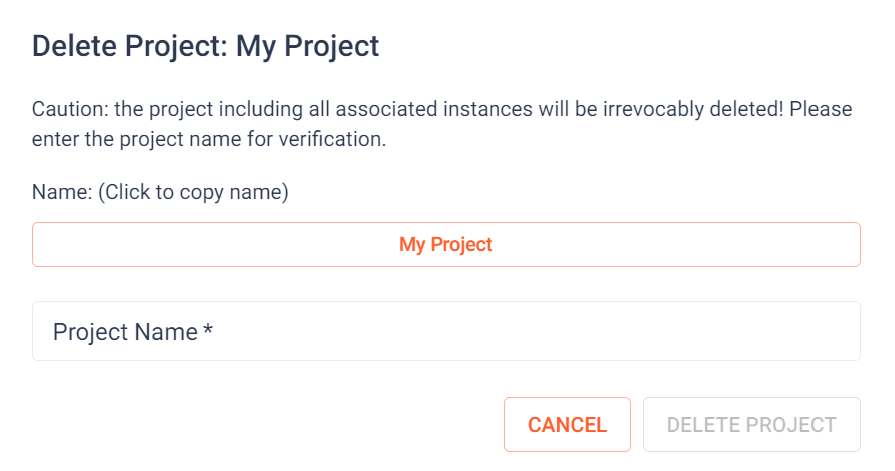 Delete Project: My Project
Caution: the project including all associated instances will be irrevocably deleted! Please
enter the project name for verification.
Name: (Click to copy name)
My Project
Project Name *
CANCEL
DELETE PROJECT